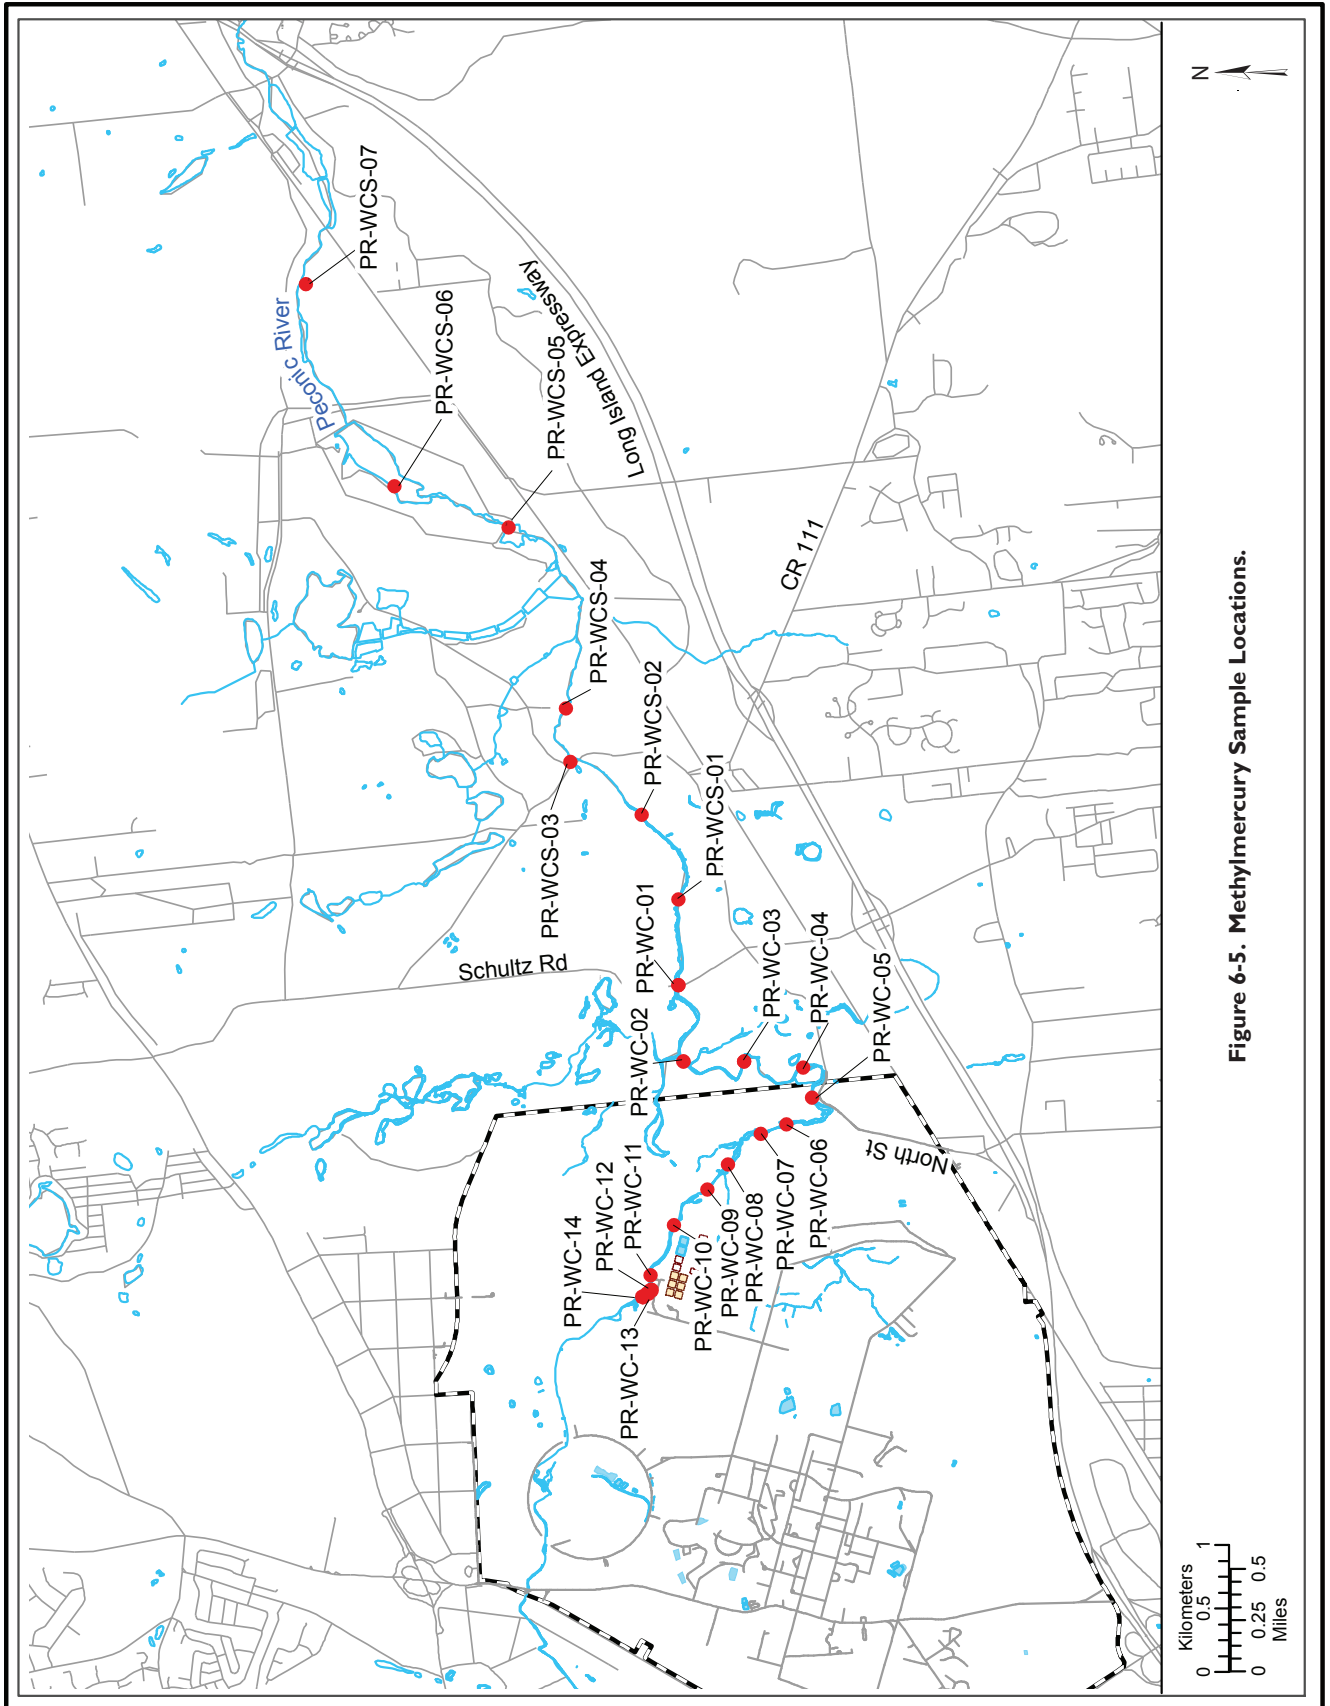 N
Peconic River
PR-WCS-07
PR-WCS-06
PR-WCS-05
Long Island Expressway
PR-WCS-04
CR 111
PR-WCS-03
PR-WCS-02
PR-WCS-01
Schultz Rd
PR-WC-01
PR-WC-02
PR-WC-03
PR-WC-04
PR-WC-05
North St
PR-WC-06
PR-WC-07
PR-WC-08
PR-WC-09
PR-WC-10
PR-WC-11
PR-WC-12
PR-WC-14
PR-WC-13
Kilometers
0 0.5 1
0 0.25 0.5
Miles
Figure 6-5. Methylmercury Sample Locations.